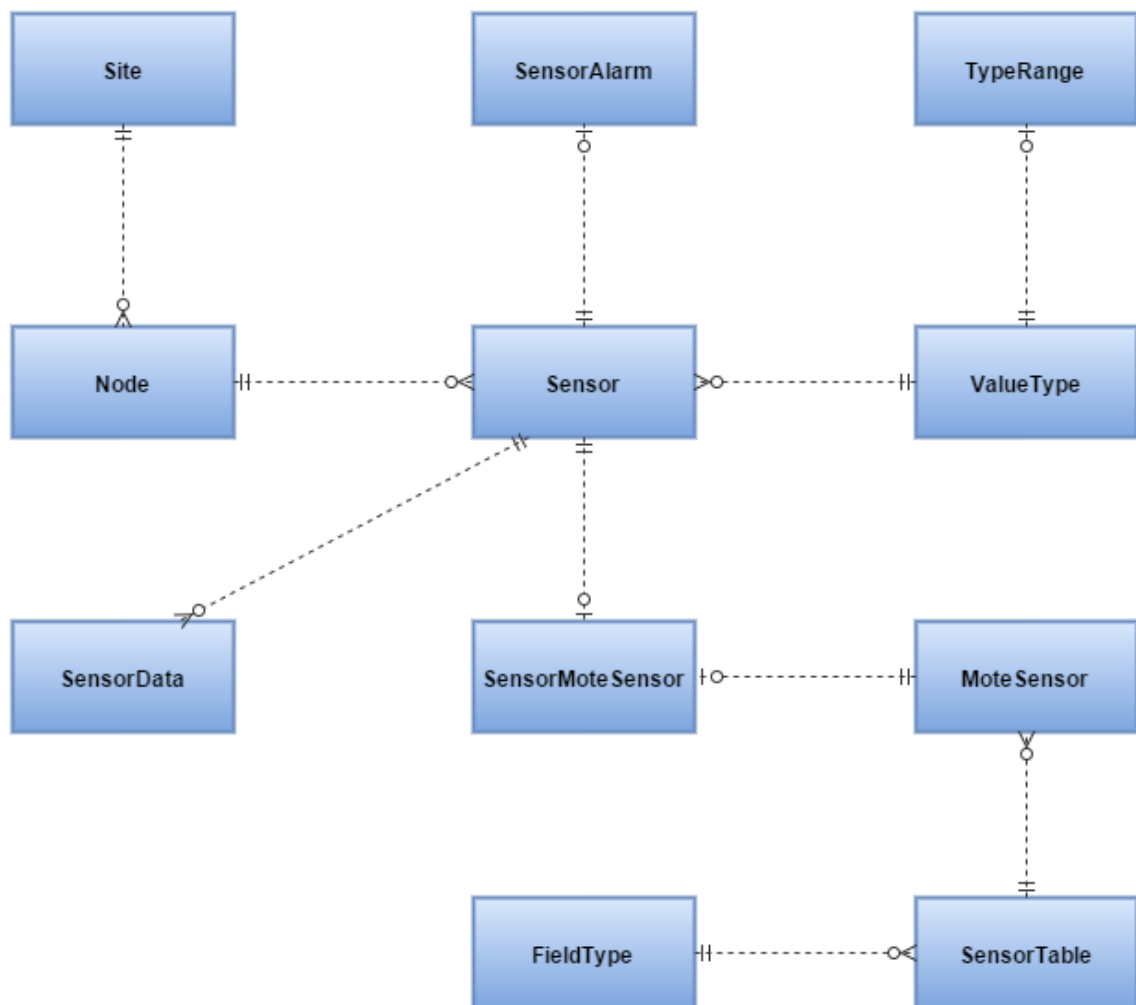 Site
SensorAlarm
TypeRange
Node
Sensor
ValueType
SensorData
SensorMoteSensor
MoteSensor
FieldType
SensorTable